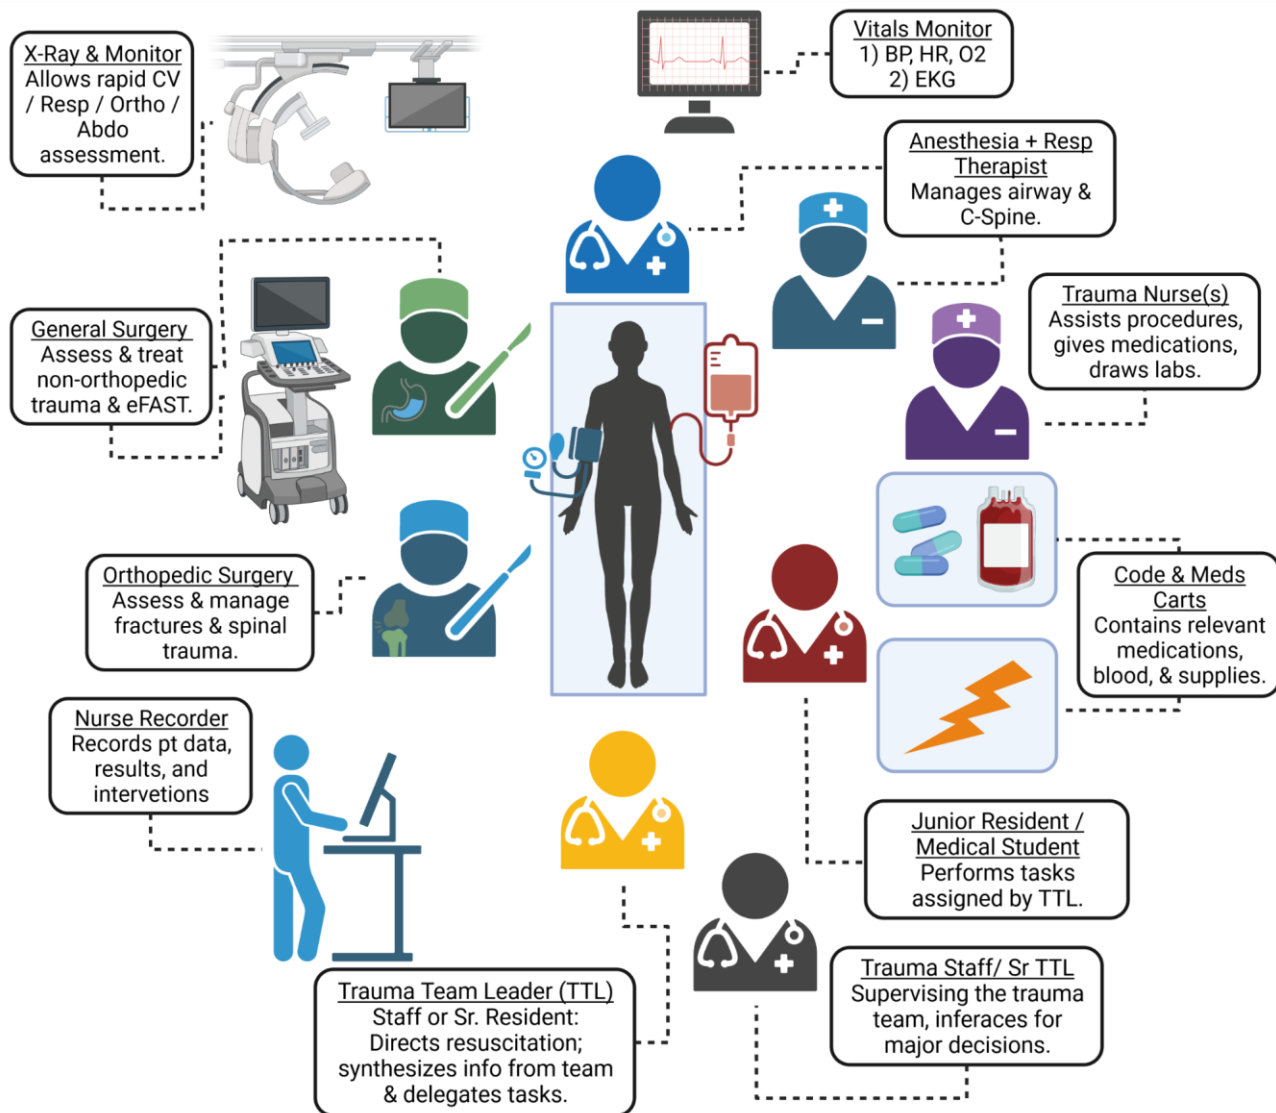 X-Ray & Monitor
Allows rapid CV
/ Resp / Ortho /
Abdo
assessment.
Vitals Monitor
1) BP, HR, O2
2) EKG
Anesthesia + Resp
Therapist
Manages airway &
C-Spine.
Trauma Nurse(s)
Assists procedures,
gives medications,
draws labs.
General Surgery
Assess & treat
non-orthopedic
trauma & eFAST.
Orthopedic Surgery
Assess & manage
fractures & spinal
trauma.
Code & Meds
Carts
Contains relevant
medications,
blood, & supplies.
Nurse Recorder
Records pt data,
results, and
intervetions
Junior Resident /
Medical Student
Performs tasks
assigned by TTL.
Trauma Team Leader (TTL)
Staff or Sr. Resident:
Directs resuscitation;
synthesizes info from team
& delegates tasks.
Trauma Staff/ Sr TTL
Supervising the trauma
team, inferaces for
major decisions.